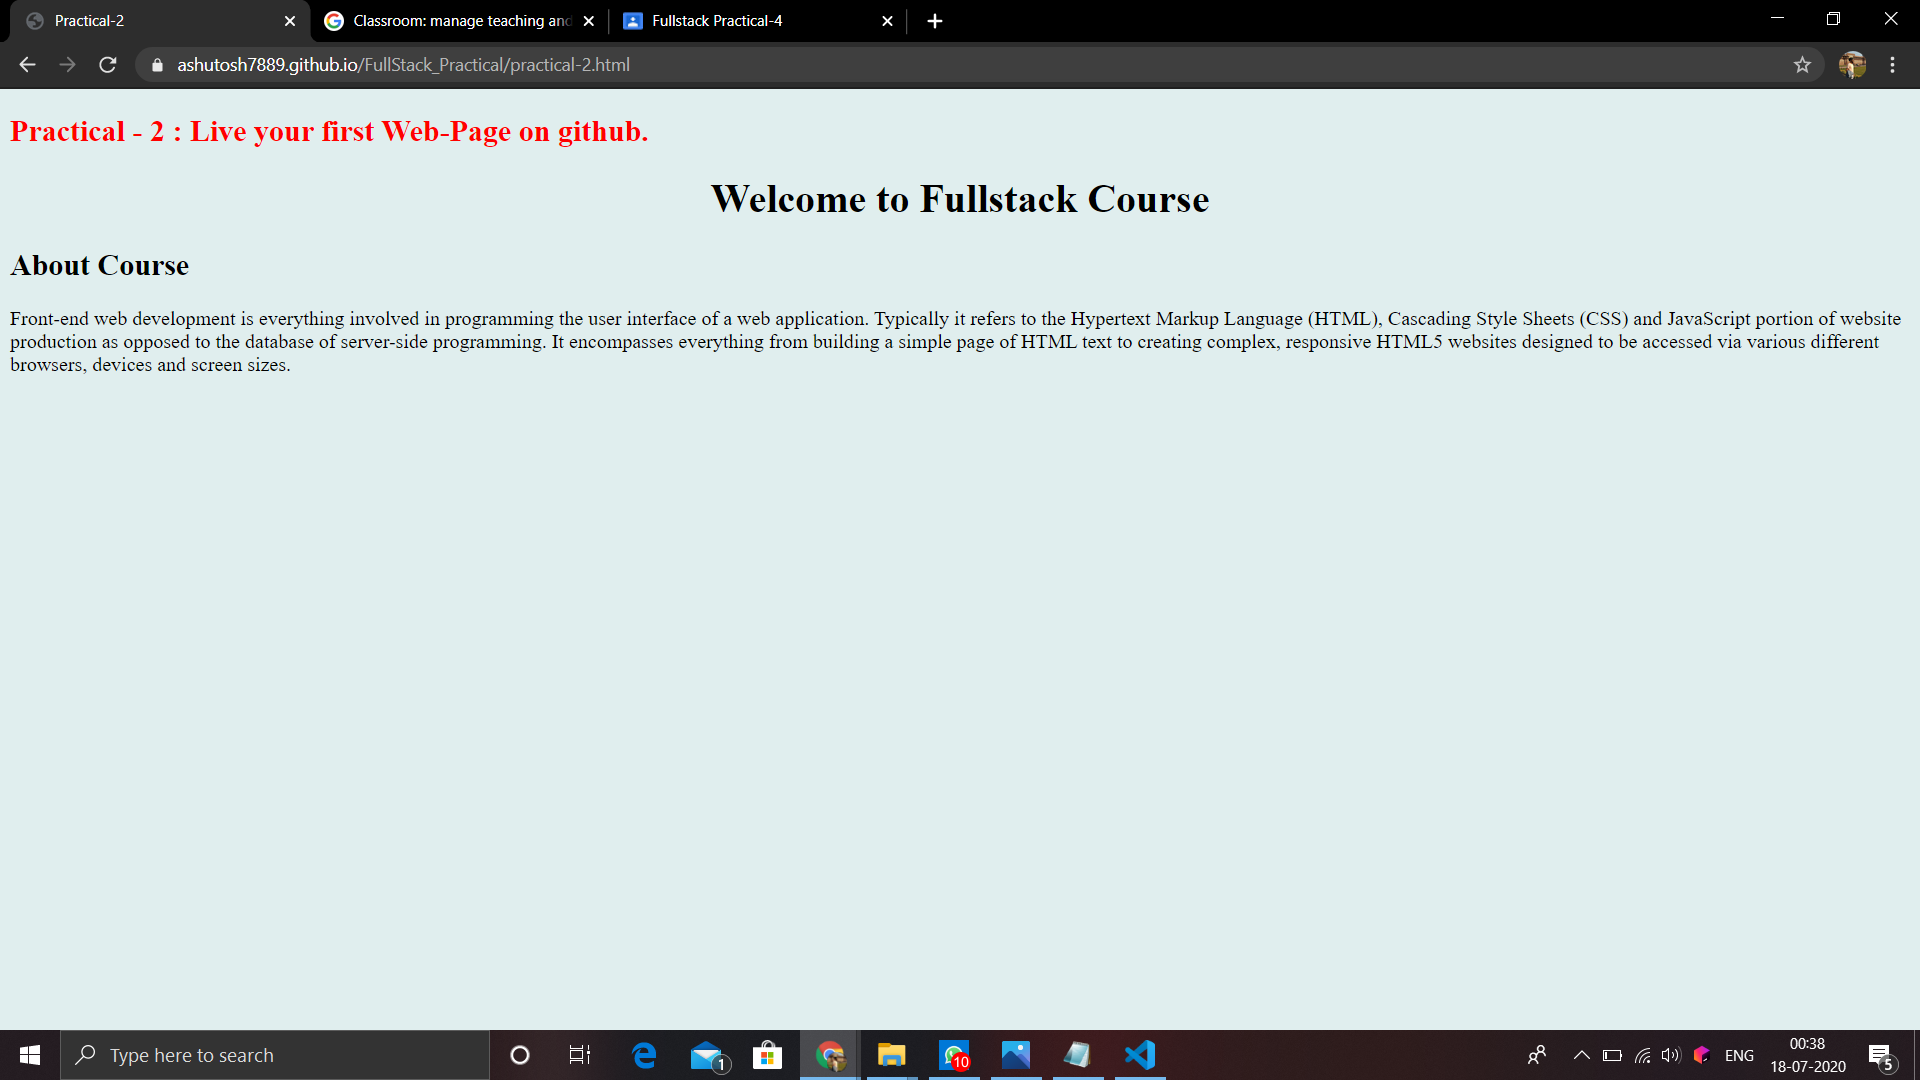 Practical-2
Classroom: manage teaching and
Fullstack Practical-4
ashutosh7889.github.io/FullStack_Practical/practical-2.html
Practical - 2 : Live your first Web-Page on github.
Welcome to Fullstack Course
About Course
Front-end web development is everything involved in programming the user interface of a web application. Typically it refers to the Hypertext Markup Language (HTML), Cascading Style Sheets (CSS) and JavaScript portion of website
production as opposed to the database of server-side programming. It encompasses everything from building a simple page of HTML text to creating complex, responsive HTML5 websites designed to be accessed via various different
browsers, devices and screen sizes.
Type here to search
1
10
ENG
00:38
18-07-2020
5